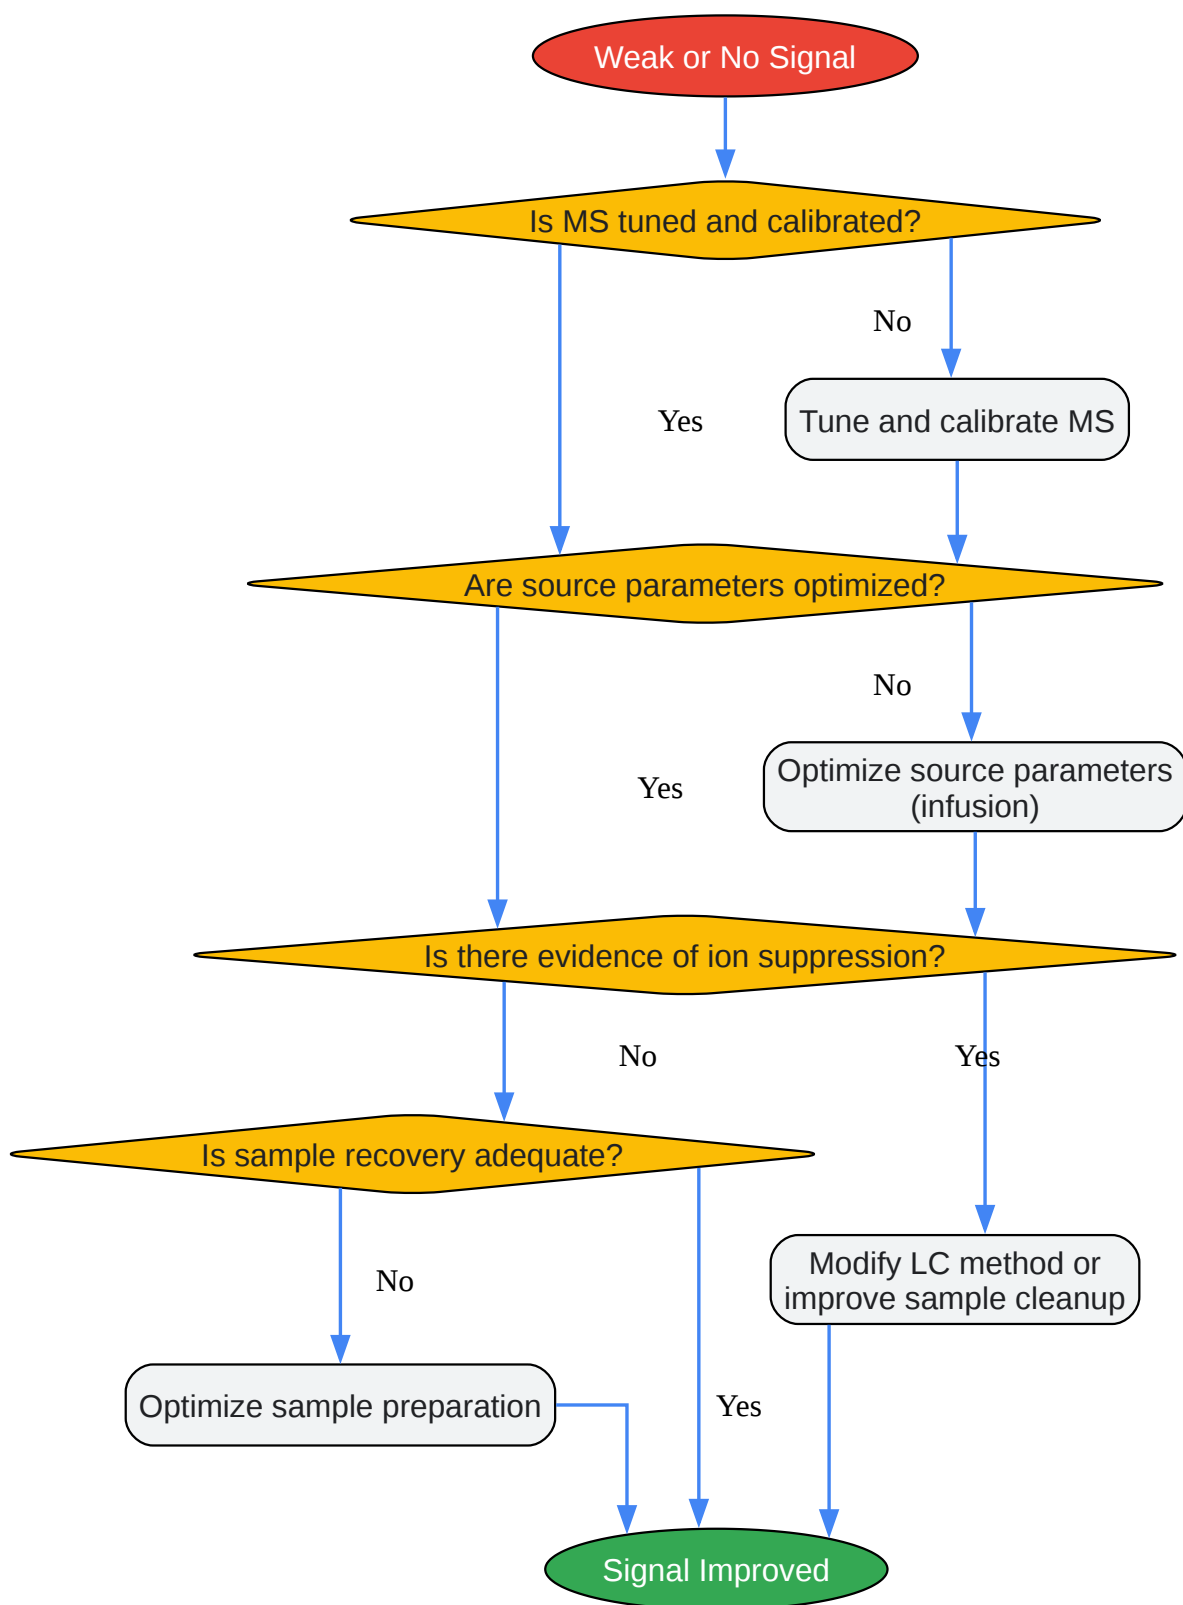 Weak or No Signal
Is MS tuned and calibrated?
No
Yes
Tune and calibrate MS
Are source parameters optimized?
No
Yes
Optimize source parameters
(infusion)
Is there evidence of ion suppression?
No
Yes
Is sample recovery adequate?
No
Modify LC method or
improve sample cleanup
Optimize sample preparation
Yes
Signal Improved